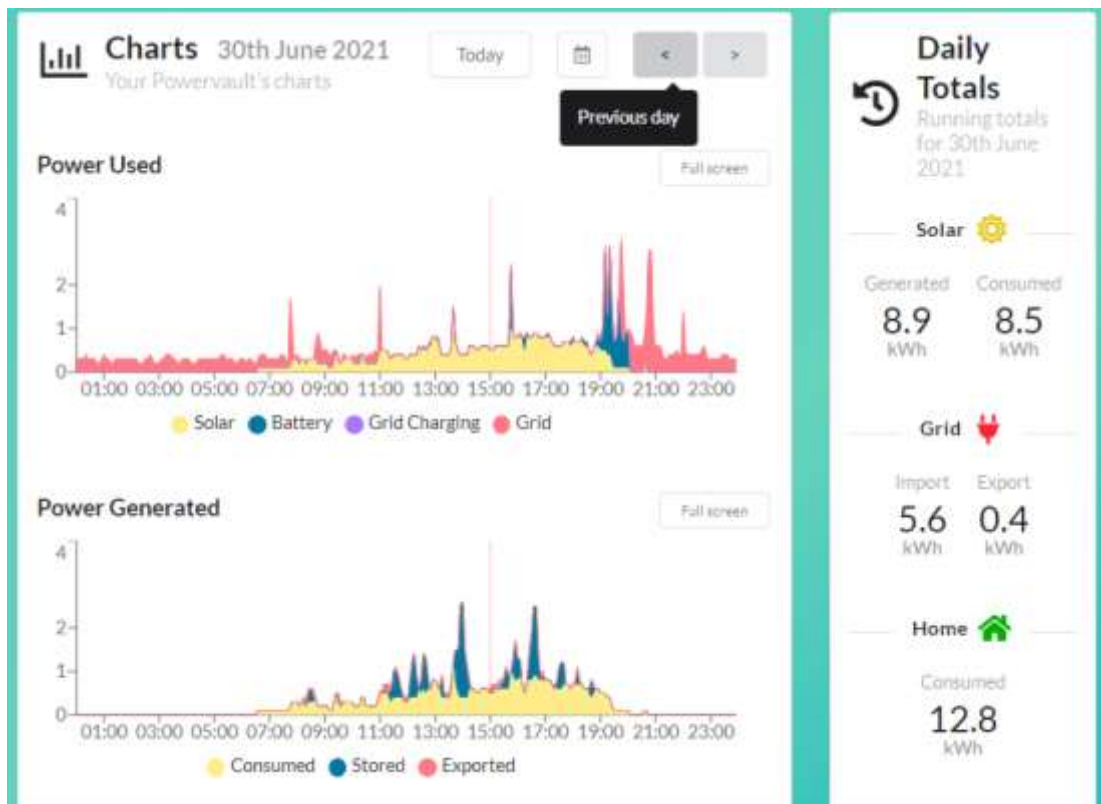 Charts 30th June 2021
Your Powervault's charts
Today
<
>
Previous day
Power Used
Full screen
4
2
1
0
01:00 03:00 05:00 07:00 09:00 11:00 13:00 15:00 17:00 19:00 21:00 23:00
Solar Battery Grid Charging Grid
Power Generated
Full screen
4
2
1
0
01:00 03:00 05:00 07:00 09:00 11:00 13:00 15:00 17:00 19:00 21:00 23:00
Consumed Stored Exported
Daily
Totals
Running totals
for 30th June
2021
Solar
Generated Consumed
8.9 8.5
kWh kWh
Grid
Import Export
5.6 0.4
kWh kWh
Home
Consumed
12.8
kWh